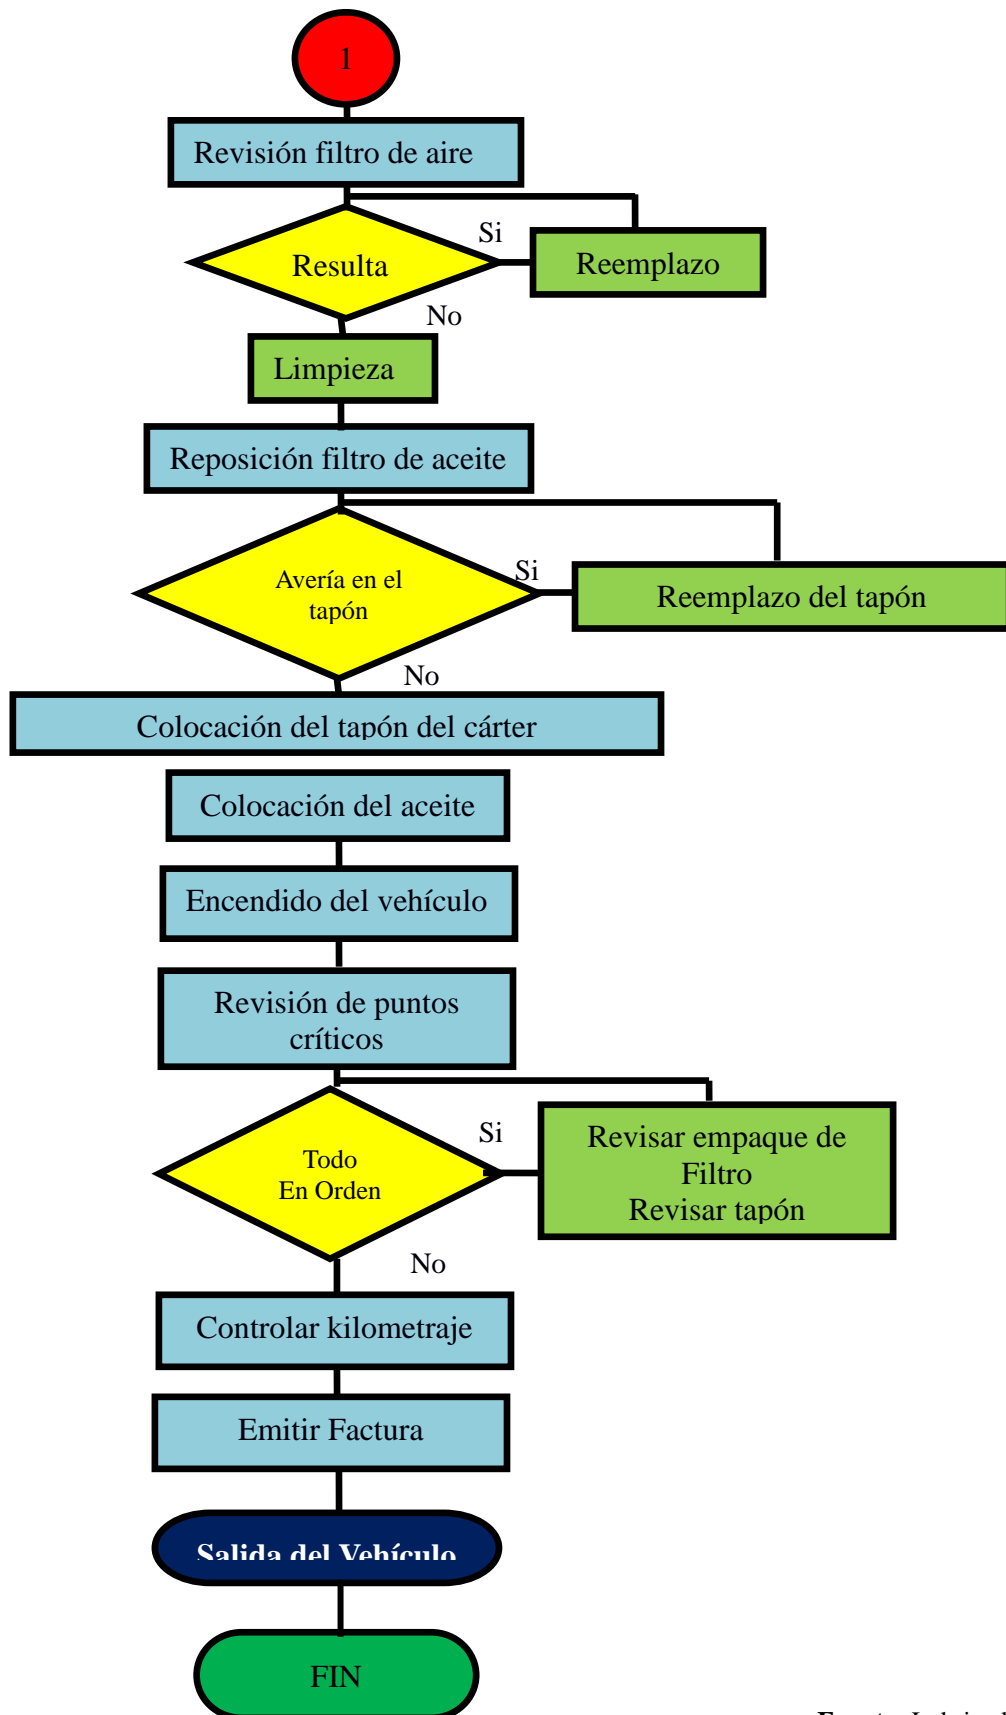 1
Revisión filtro de aire
Si
Resulta
Reemplazo
No
Limpieza
Reposición filtro de aceite
Si
Avería en el
tapón
Reemplazo del tapón
No
Colocación del tapón del cárter
Colocación del aceite
Encendido del vehículo
Revisión de puntos
críticos
Si
Todo
En Orden
Revisar empaque de
Filtro
Revisar tapón
No
Controlar kilometraje
Emitir Factura
Salida del Vehículo
FIN